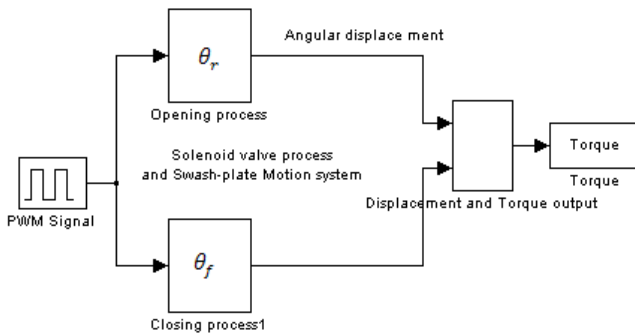 Angular displace ment
θr
Opening process
Solenoid valve process
and Swash-plate Motion system
PWM Signal
Torque
Torque
Displacement and Torque output
θf
Closing process1